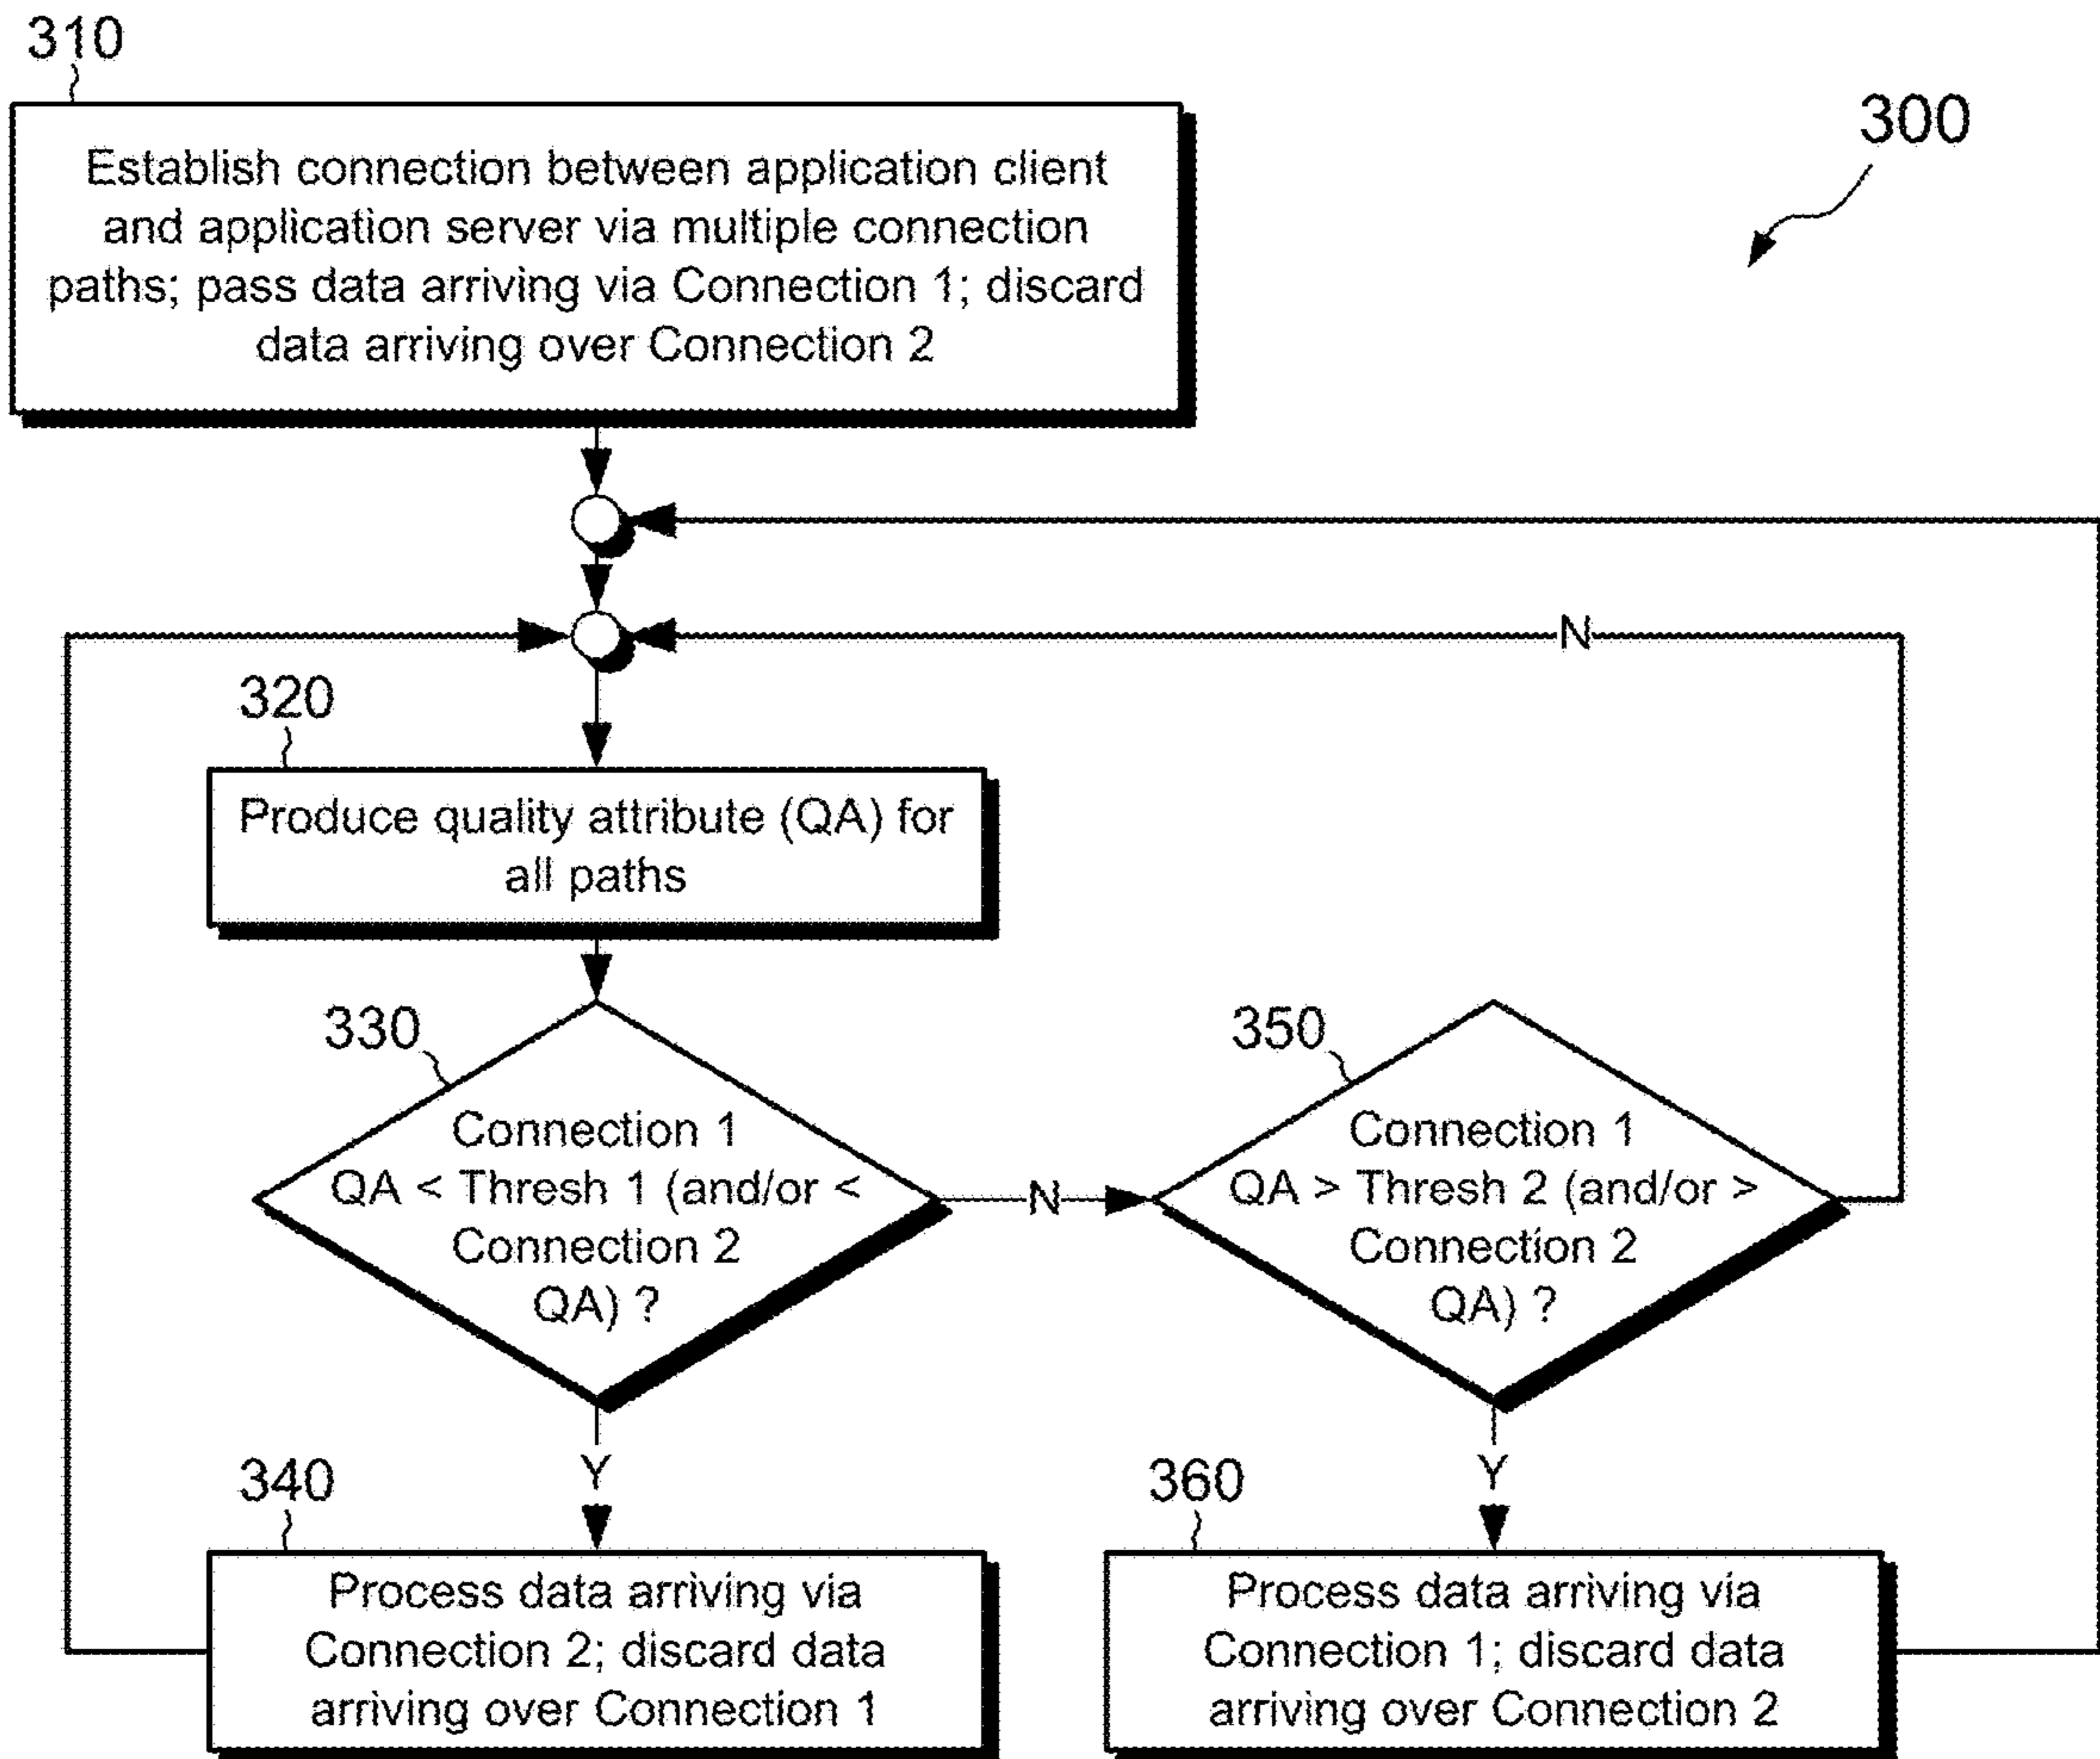 310
300
Establish connection between application client
and application server via multiple connection
paths; pass data arriving via Connection 1; discard
data arriving over Connection 2
N
320
Produce quality attribute (QA) for
all paths
330
Connection 1
QA < Thresh 1 (and/or <
Connection 2
QA) ?
N
350
Connection 1
QA > Thresh 2 (and/or >
Connection 2
QA) ?
Y
Y
340
Process data arriving via
Connection 2; discard data
arriving over Connection 1
360
Process data arriving via
Connection 1; discard data
arriving over Connection 2